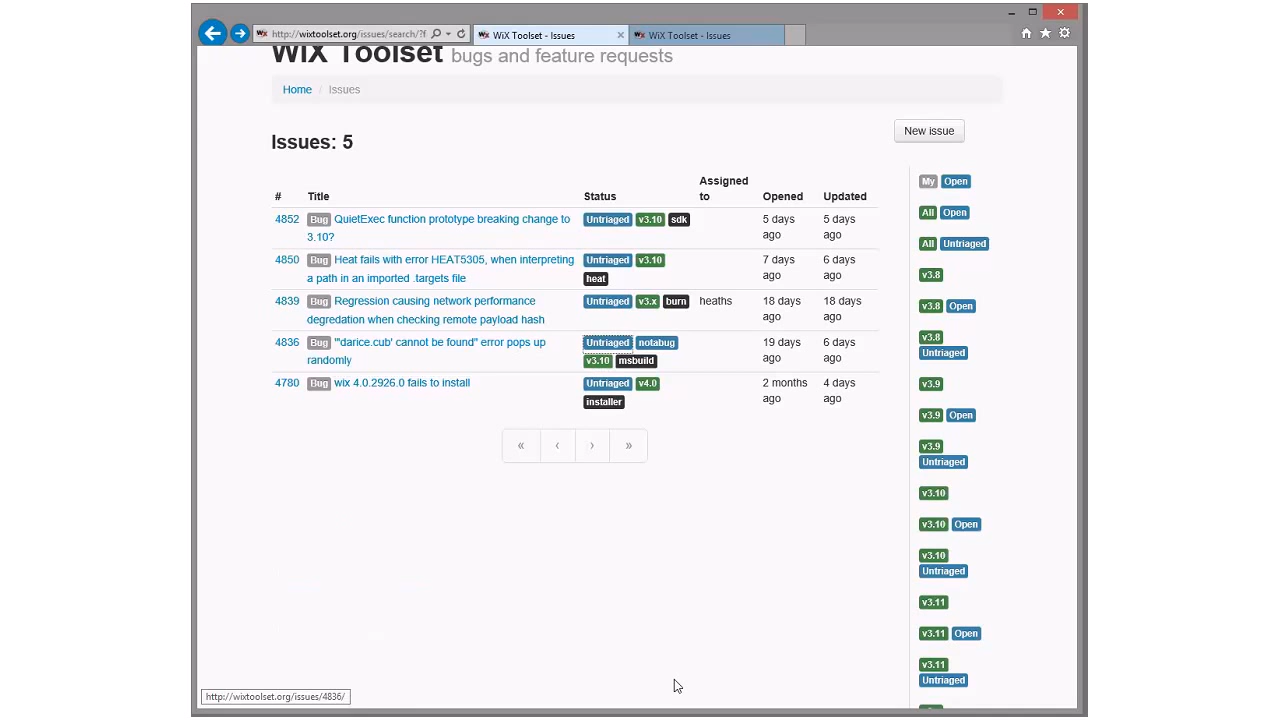 http://wixtoolset.org/issues/search/?f
WiX Toolset - Issues
WiX Toolset - Issues
WiX Toolset bugs and feature requests
Home / Issues
Issues: 5
New issue
# Title Status Assigned to Opened Updated
4852 Bug QuietExec function prototype breaking change to Untriaged v3.10 sdk 5 days 5 days
3.10? ago ago
4850 Bug Heat fails with error HEAT5305, when interpreting Untriaged v3.10 7 days 6 days
a path in an imported .targets file heat ago ago
4839 Bug Regression causing network performance Untriaged v3.x burn heaths 18 days 18 days
degredation when checking remote payload hash ago ago
4836 Bug "'darice.cub' cannot be found" error pops up Untriaged notabug 19 days 6 days
randomly v3.10 msbuild ago ago
4780 Bug wix 4.0.2926.0 fails to install Untriaged v4.0 2 months 4 days
installer ago ago
« ‹ › »
My Open
All Open
All Untriaged
v3.8
v3.8 Open
v3.8
Untriaged
v3.9
v3.9 Open
v3.9
Untriaged
v3.10
v3.10 Open
v3.10
Untriaged
v3.11
v3.11 Open
v3.11
Untriaged
http://wixtoolset.org/issues/4836/